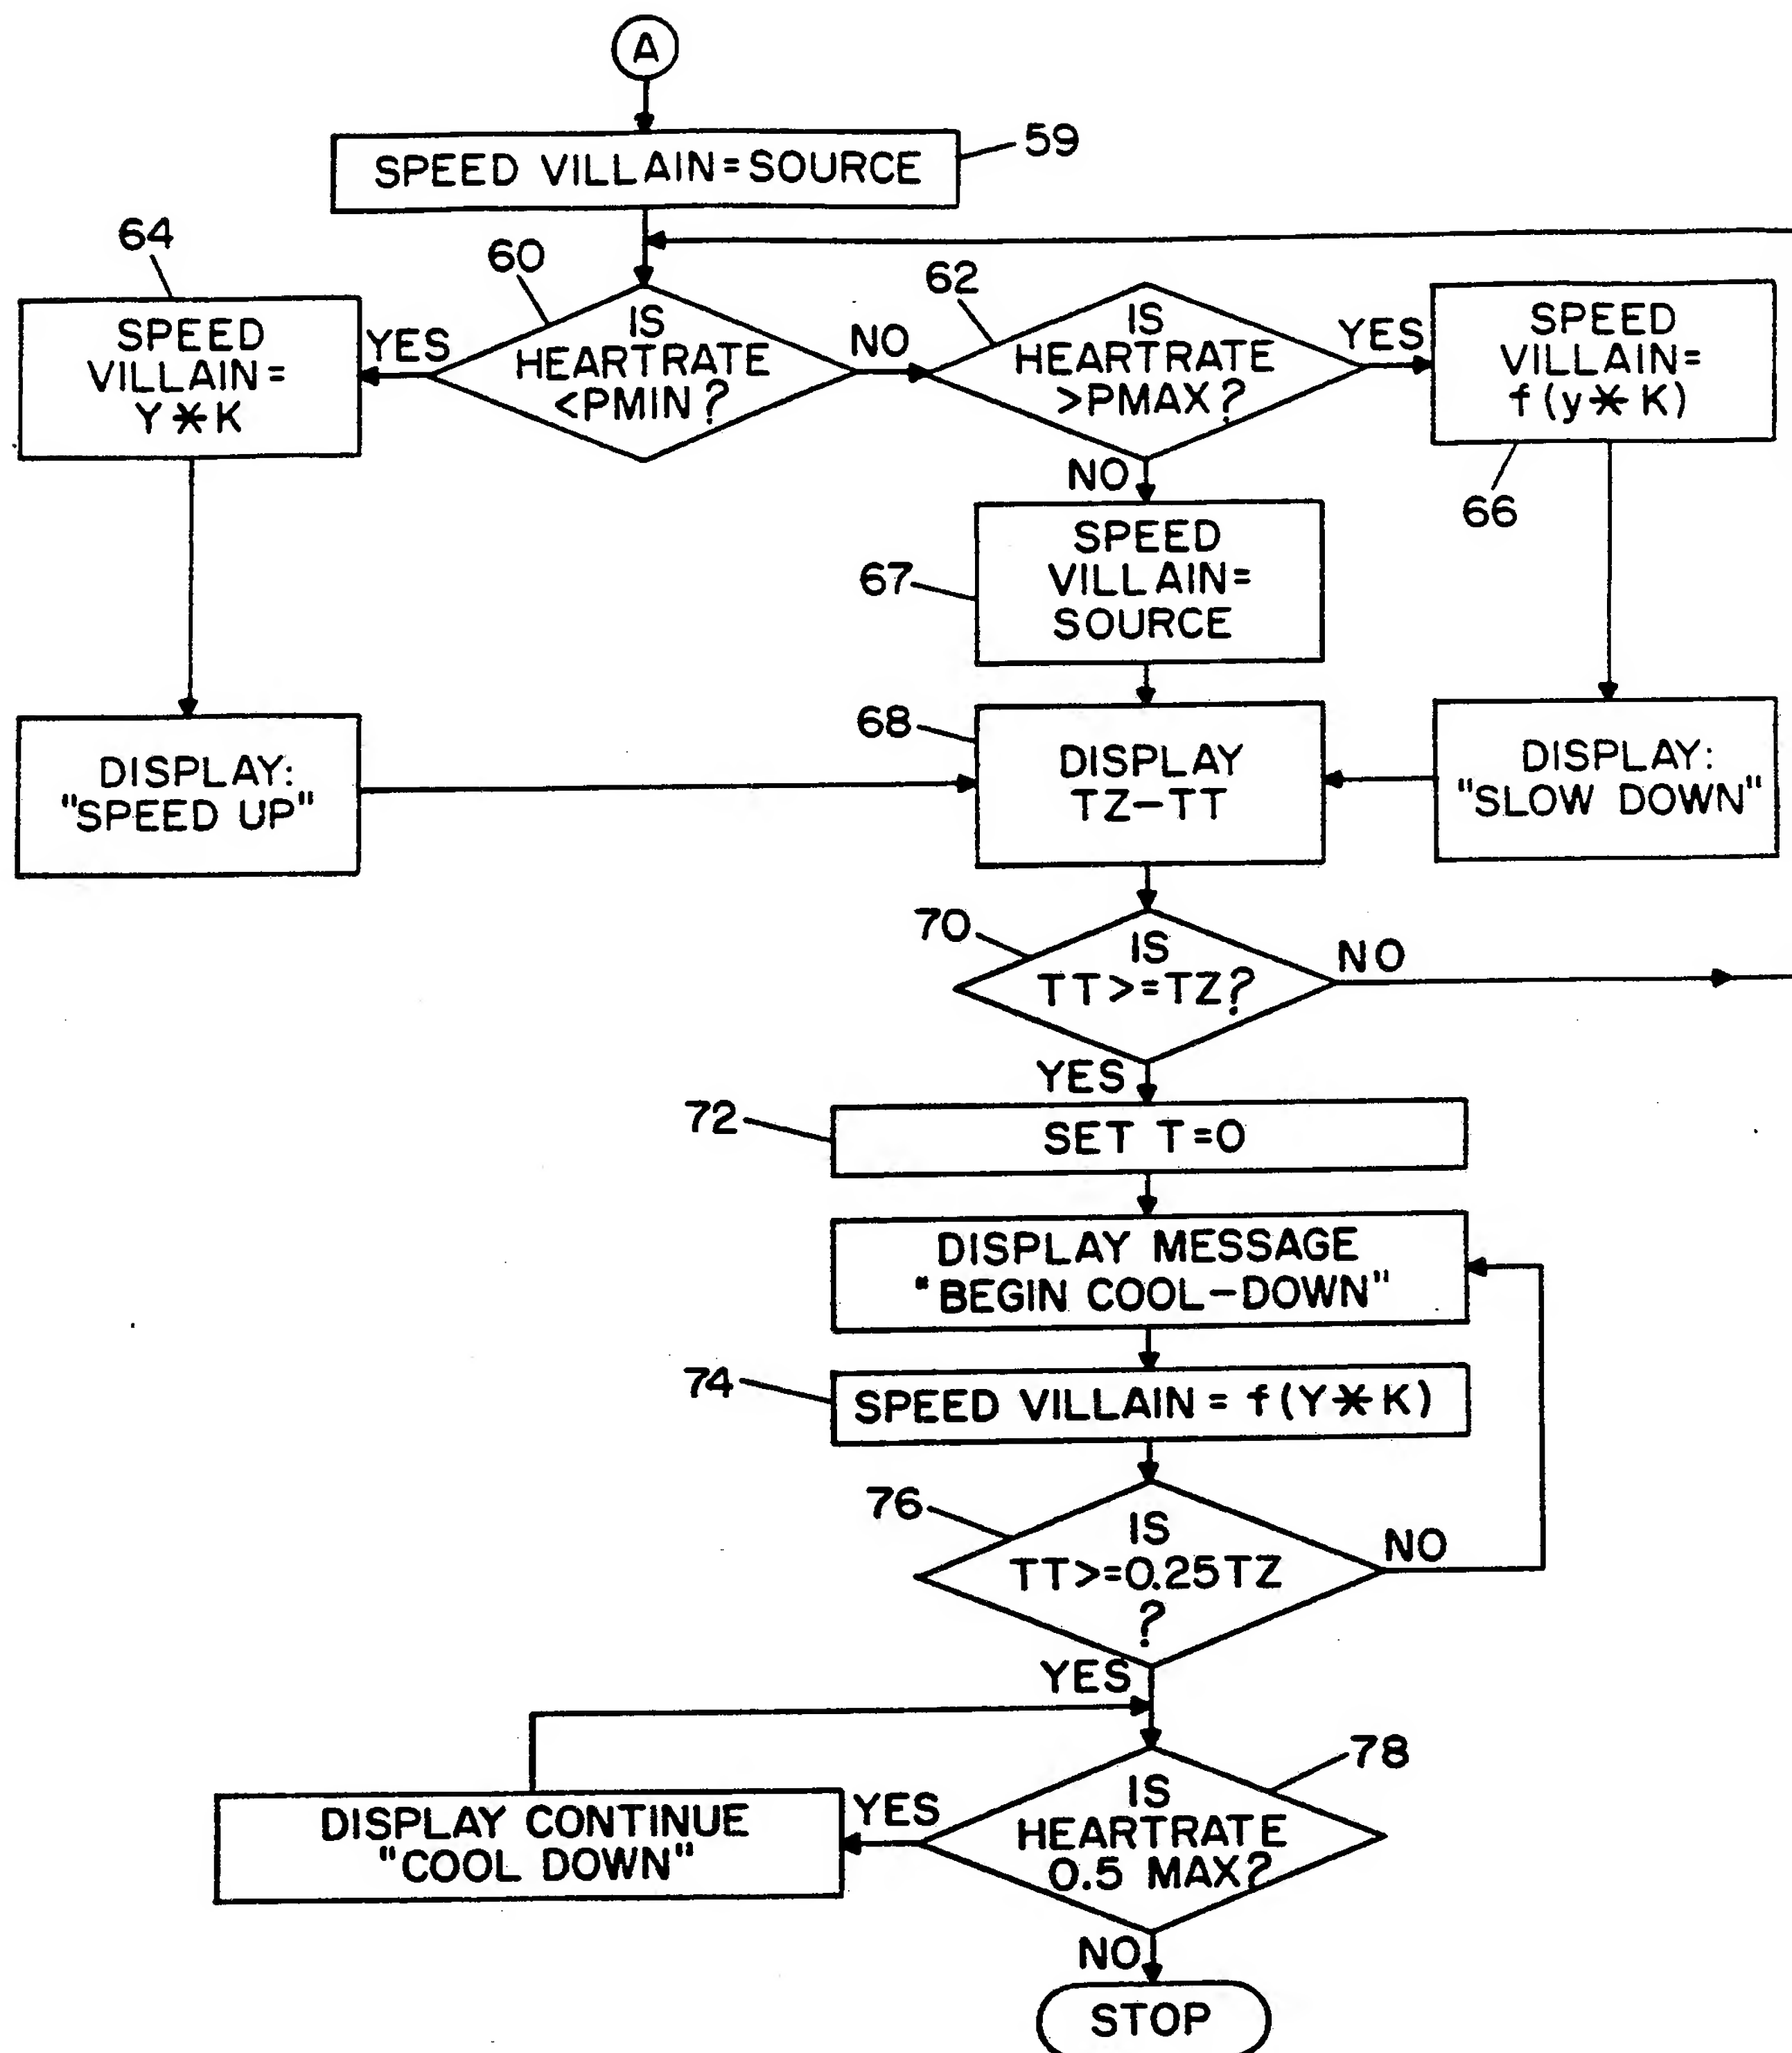 A
SPEED VILLAIN=SOURCE
59
64
SPEED
VILLAIN=
Y*K
YES
60
IS
HEARTRATE
<PMIN?
NO
62
IS
HEARTRATE
>PMAX?
YES
SPEED
VILLAIN=
f(y*K)
66
NO
67
SPEED
VILLAIN=
SOURCE
DISPLAY:
"SPEED UP"
68
DISPLAY
TZ-TT
DISPLAY:
"SLOW DOWN"
70
IS
TT>=TZ?
NO
YES
72
SET T=0
DISPLAY MESSAGE
"BEGIN COOL-DOWN"
74
SPEED VILLAIN = f(Y*K)
76
IS
TT>=0.25TZ
?
NO
YES
78
IS
HEARTRATE
0.5 MAX?
YES
DISPLAY CONTINUE
"COOL DOWN"
NO
STOP